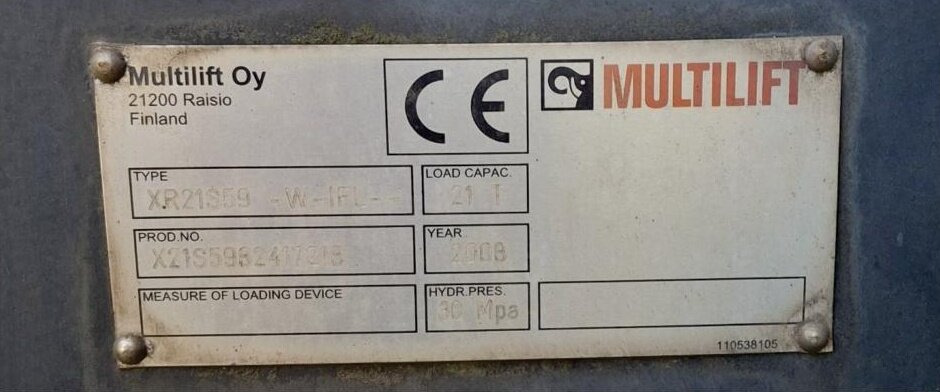 Multilift Oy
21200 Raisio
Finland
CE
MULTILIFT
TYPE
XR21S59 -W-
LOAD CAPAC.
21 T
PROD.NO.
YEAR
2008
MEASURE OF LOADING DEVICE
HYDR.PRES.
30 Mpa
110538105